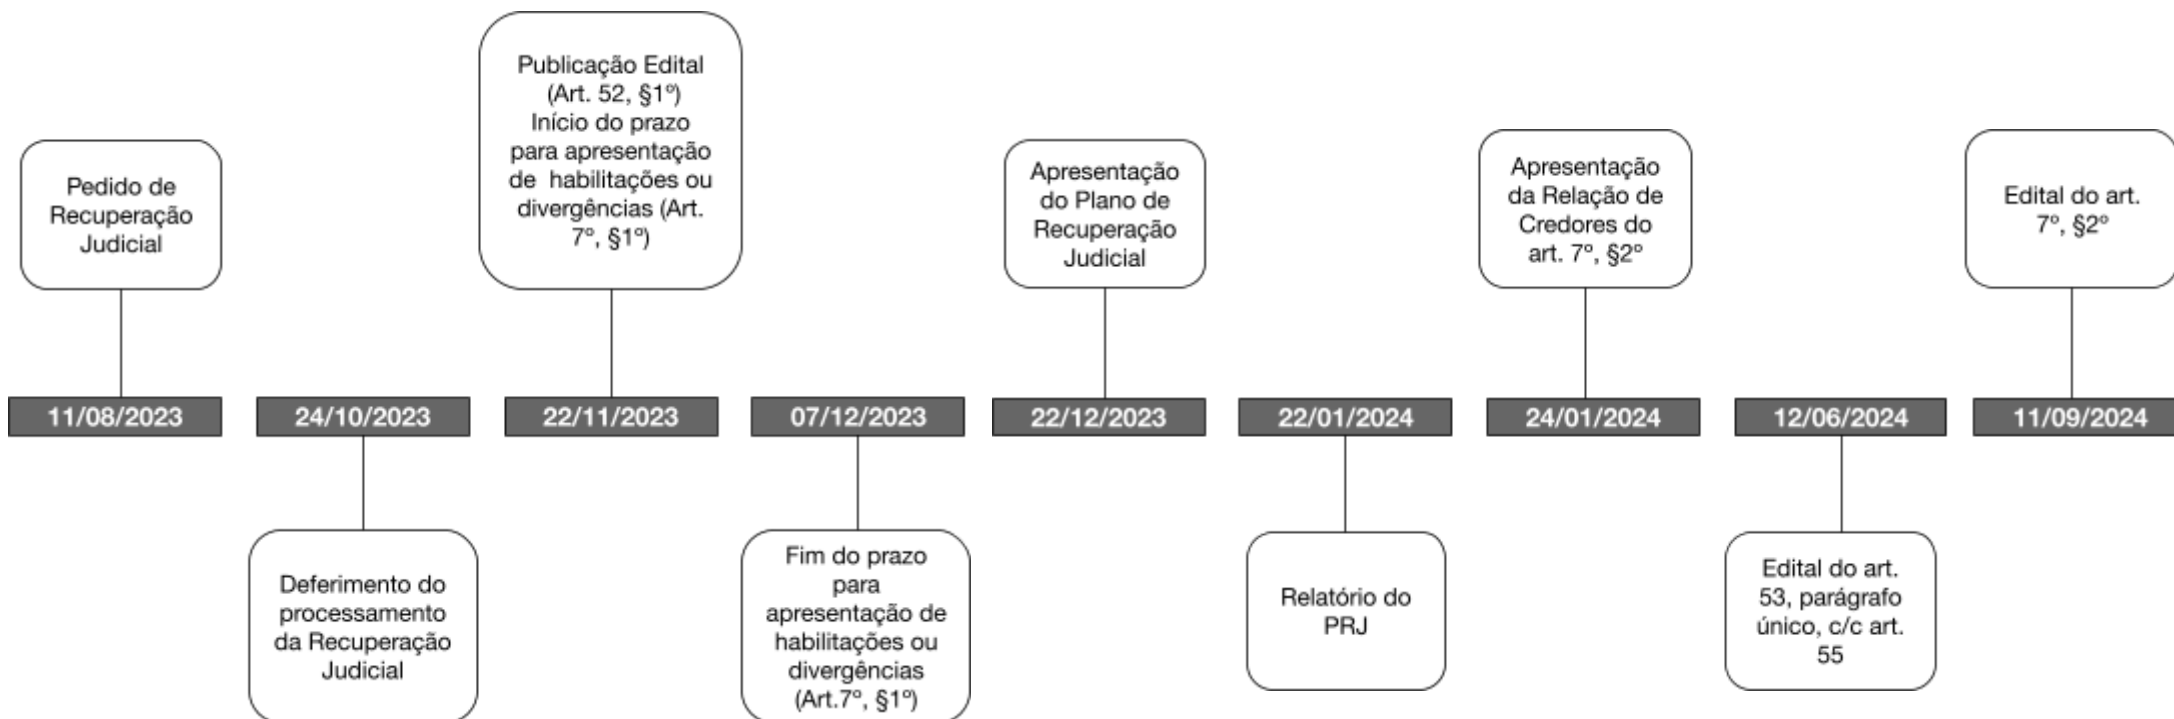 Pedido de
Recuperação
Judicial
11/08/2023
24/10/2023
Deferimento do
processamento
da Recuperação
Judicial
Publicação Edital
(Art. 52, §1º)
Início do prazo
para apresentação
de habilitações ou
divergências (Art.
7º, §1º)
22/11/2023
07/12/2023
Fim do prazo
para
apresentação de
habilitações ou
divergências
(Art.7º, §1º)
Apresentação
do Plano de
Recuperação
Judicial
22/12/2023
22/01/2024
Relatório do
PRJ
Apresentação
da Relação de
Credores do
art. 7º, §2º
24/01/2024
12/06/2024
Edital do art.
53, parágrafo
único, c/c art.
55
Edital do art.
7º, §2º
11/09/2024